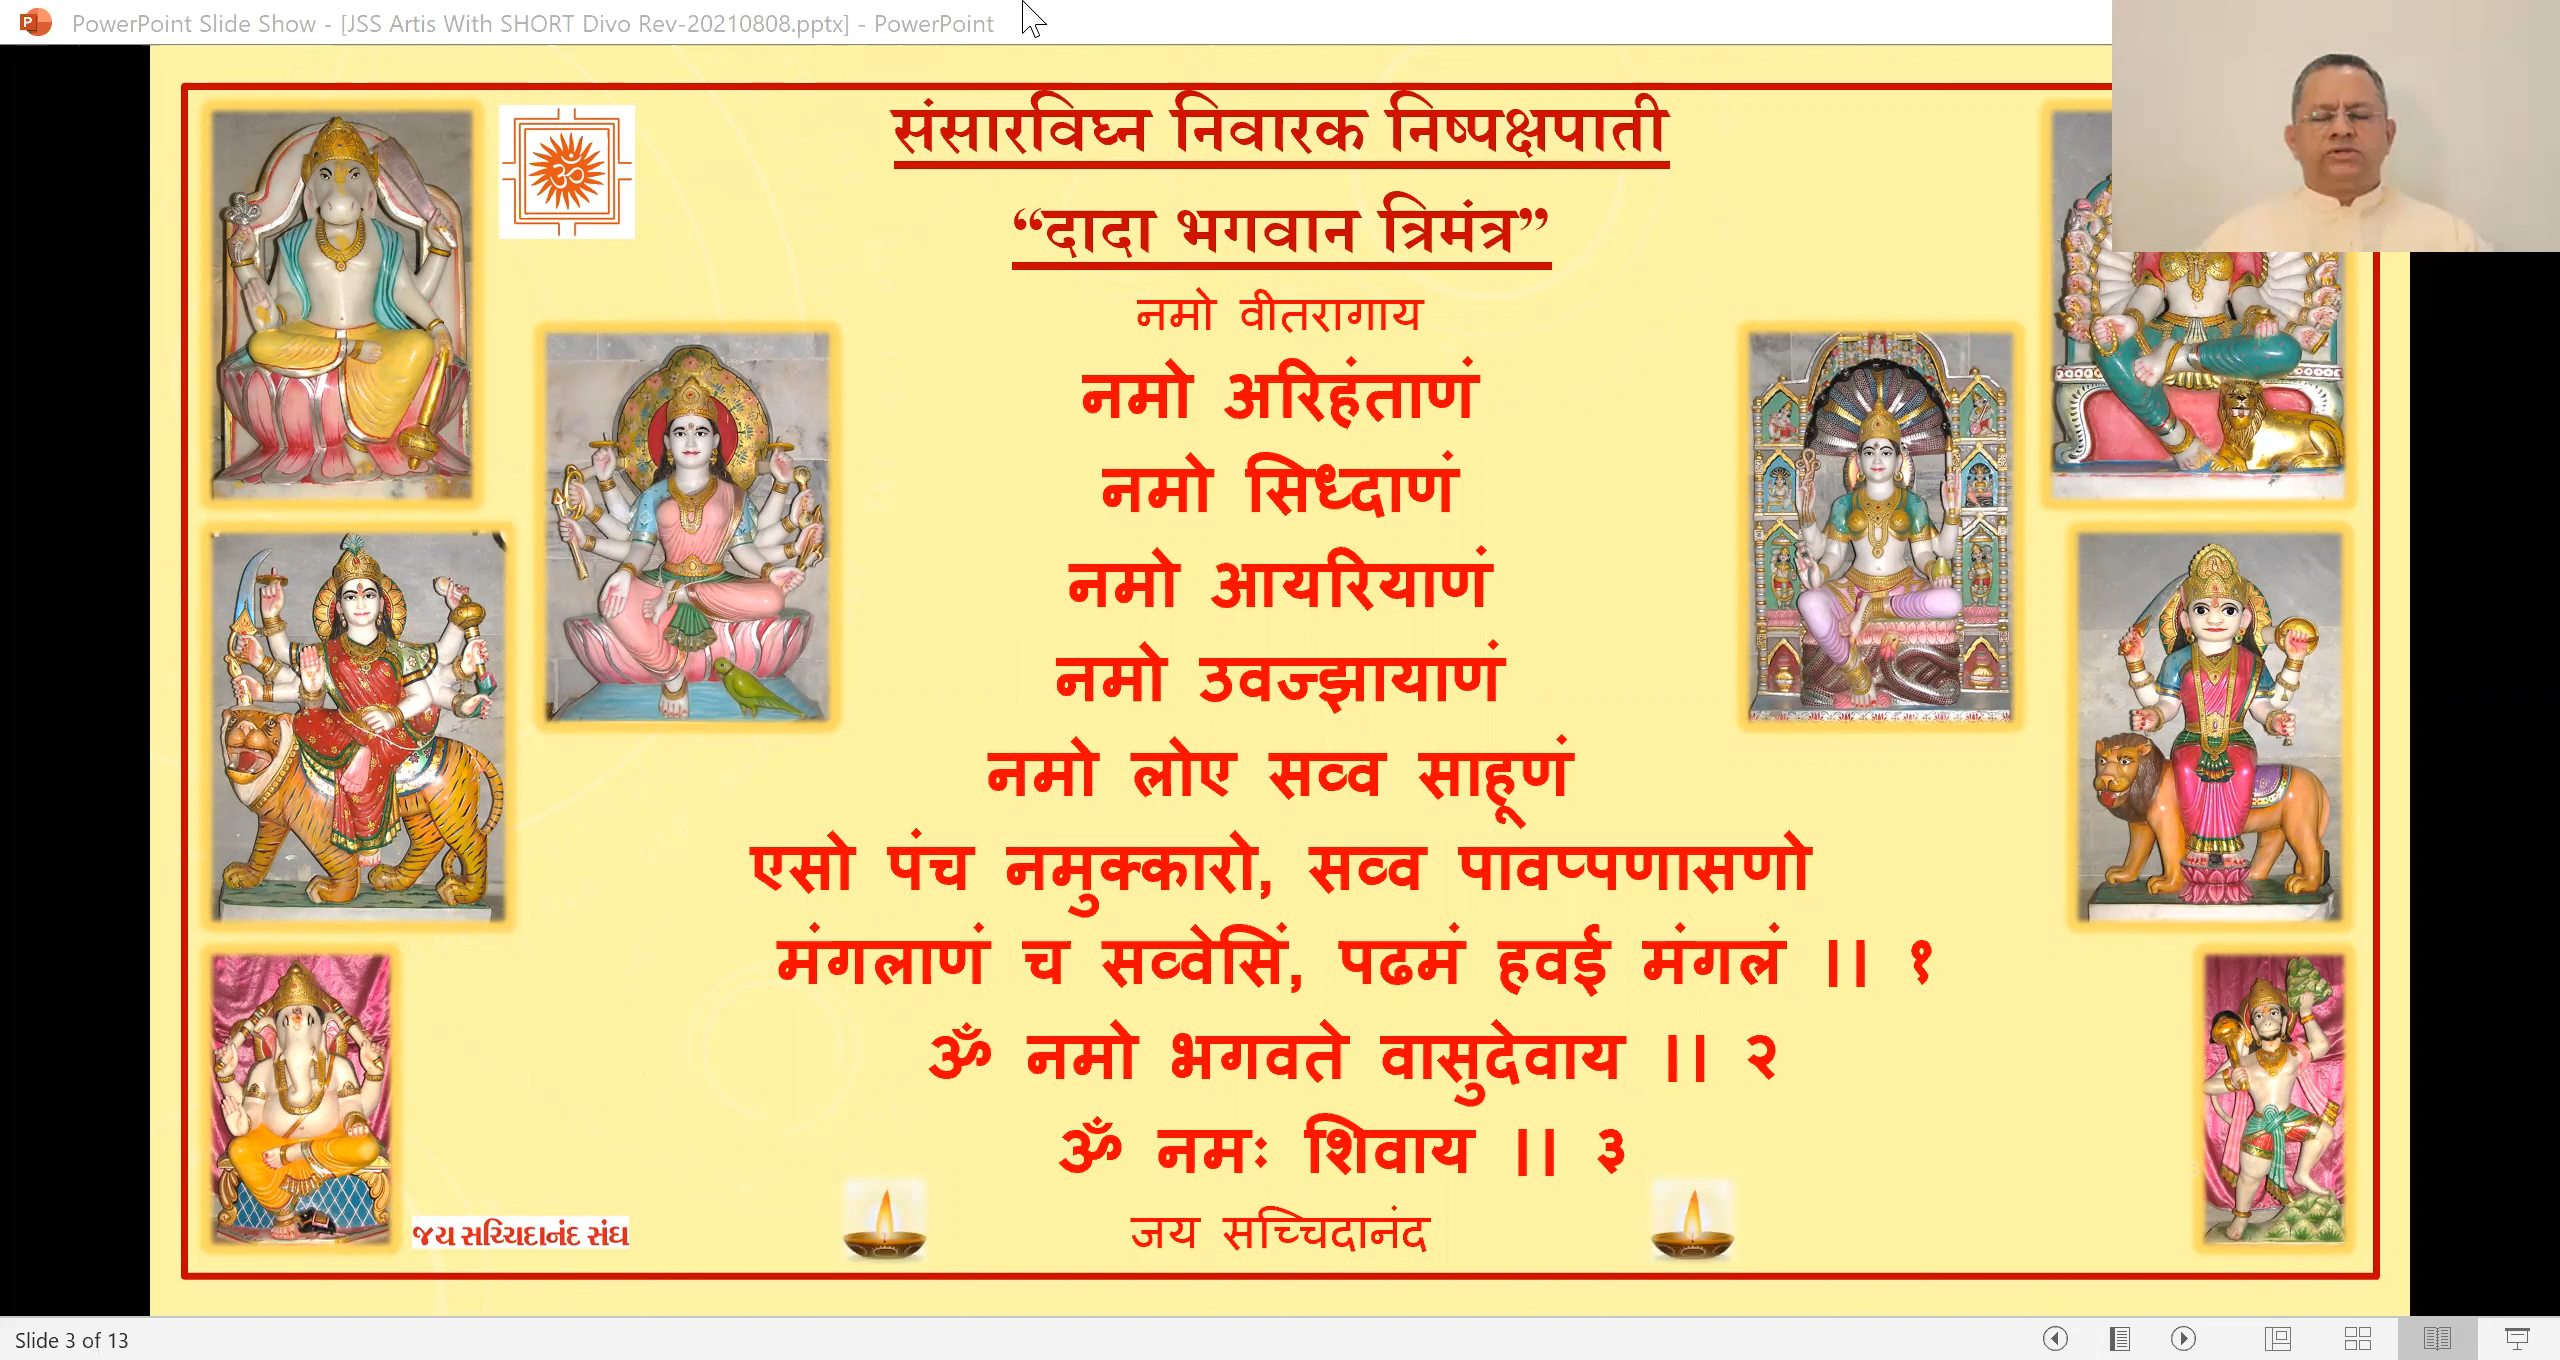 PowerPoint Slide Show - [JSS Artis With SHORT Divo Rev-20210808.pptx] - PowerPoint
संसारविघ्न निवारक निष्पक्षपाती
“दादा भगवान त्रिमंत्र”
नमो वीतरागाय
नमो अरिहंताणं
नमो सिध्दाणं
नमो आयरियाणं
नमो उवज्झायाणं
नमो लोए सव्व साहूणं
एसो पंच नमुक्कारो, सव्व पावप्पणासणो
मंगलाणं च सव्वेसिं, पढमं हवई मंगलं ।। १
ॐ नमो भगवते वासुदेवाय ।। २
ॐ नमः शिवाय ।। ३
जय सच्चिदानंद
જય સચ્ચિદાનંદ સંઘ
Slide 3 of 13